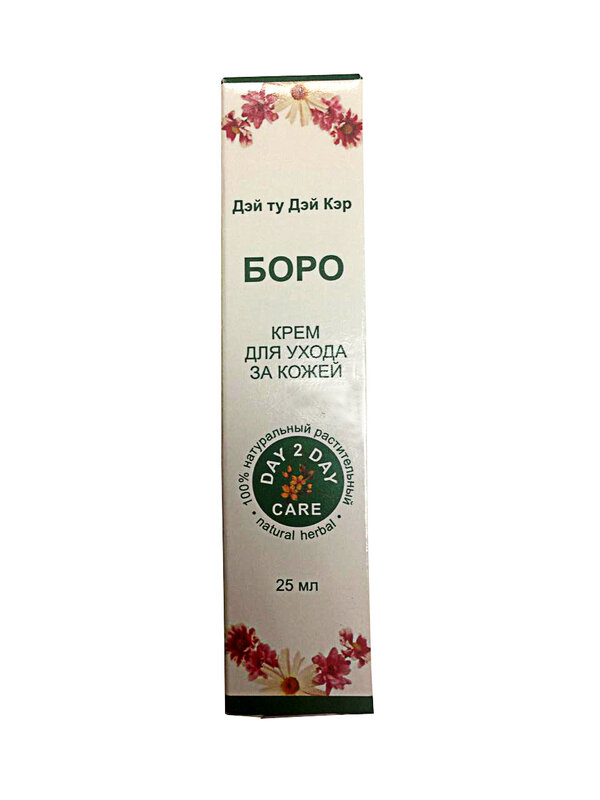 Дэй ту Дэй Кэр
БОРО
КРЕМ
ДЛЯ УХОДА
ЗА КОЖЕЙ
100% натуральный растительный
DAY 2 DAY
CARE
• natural herbal •
25 мл